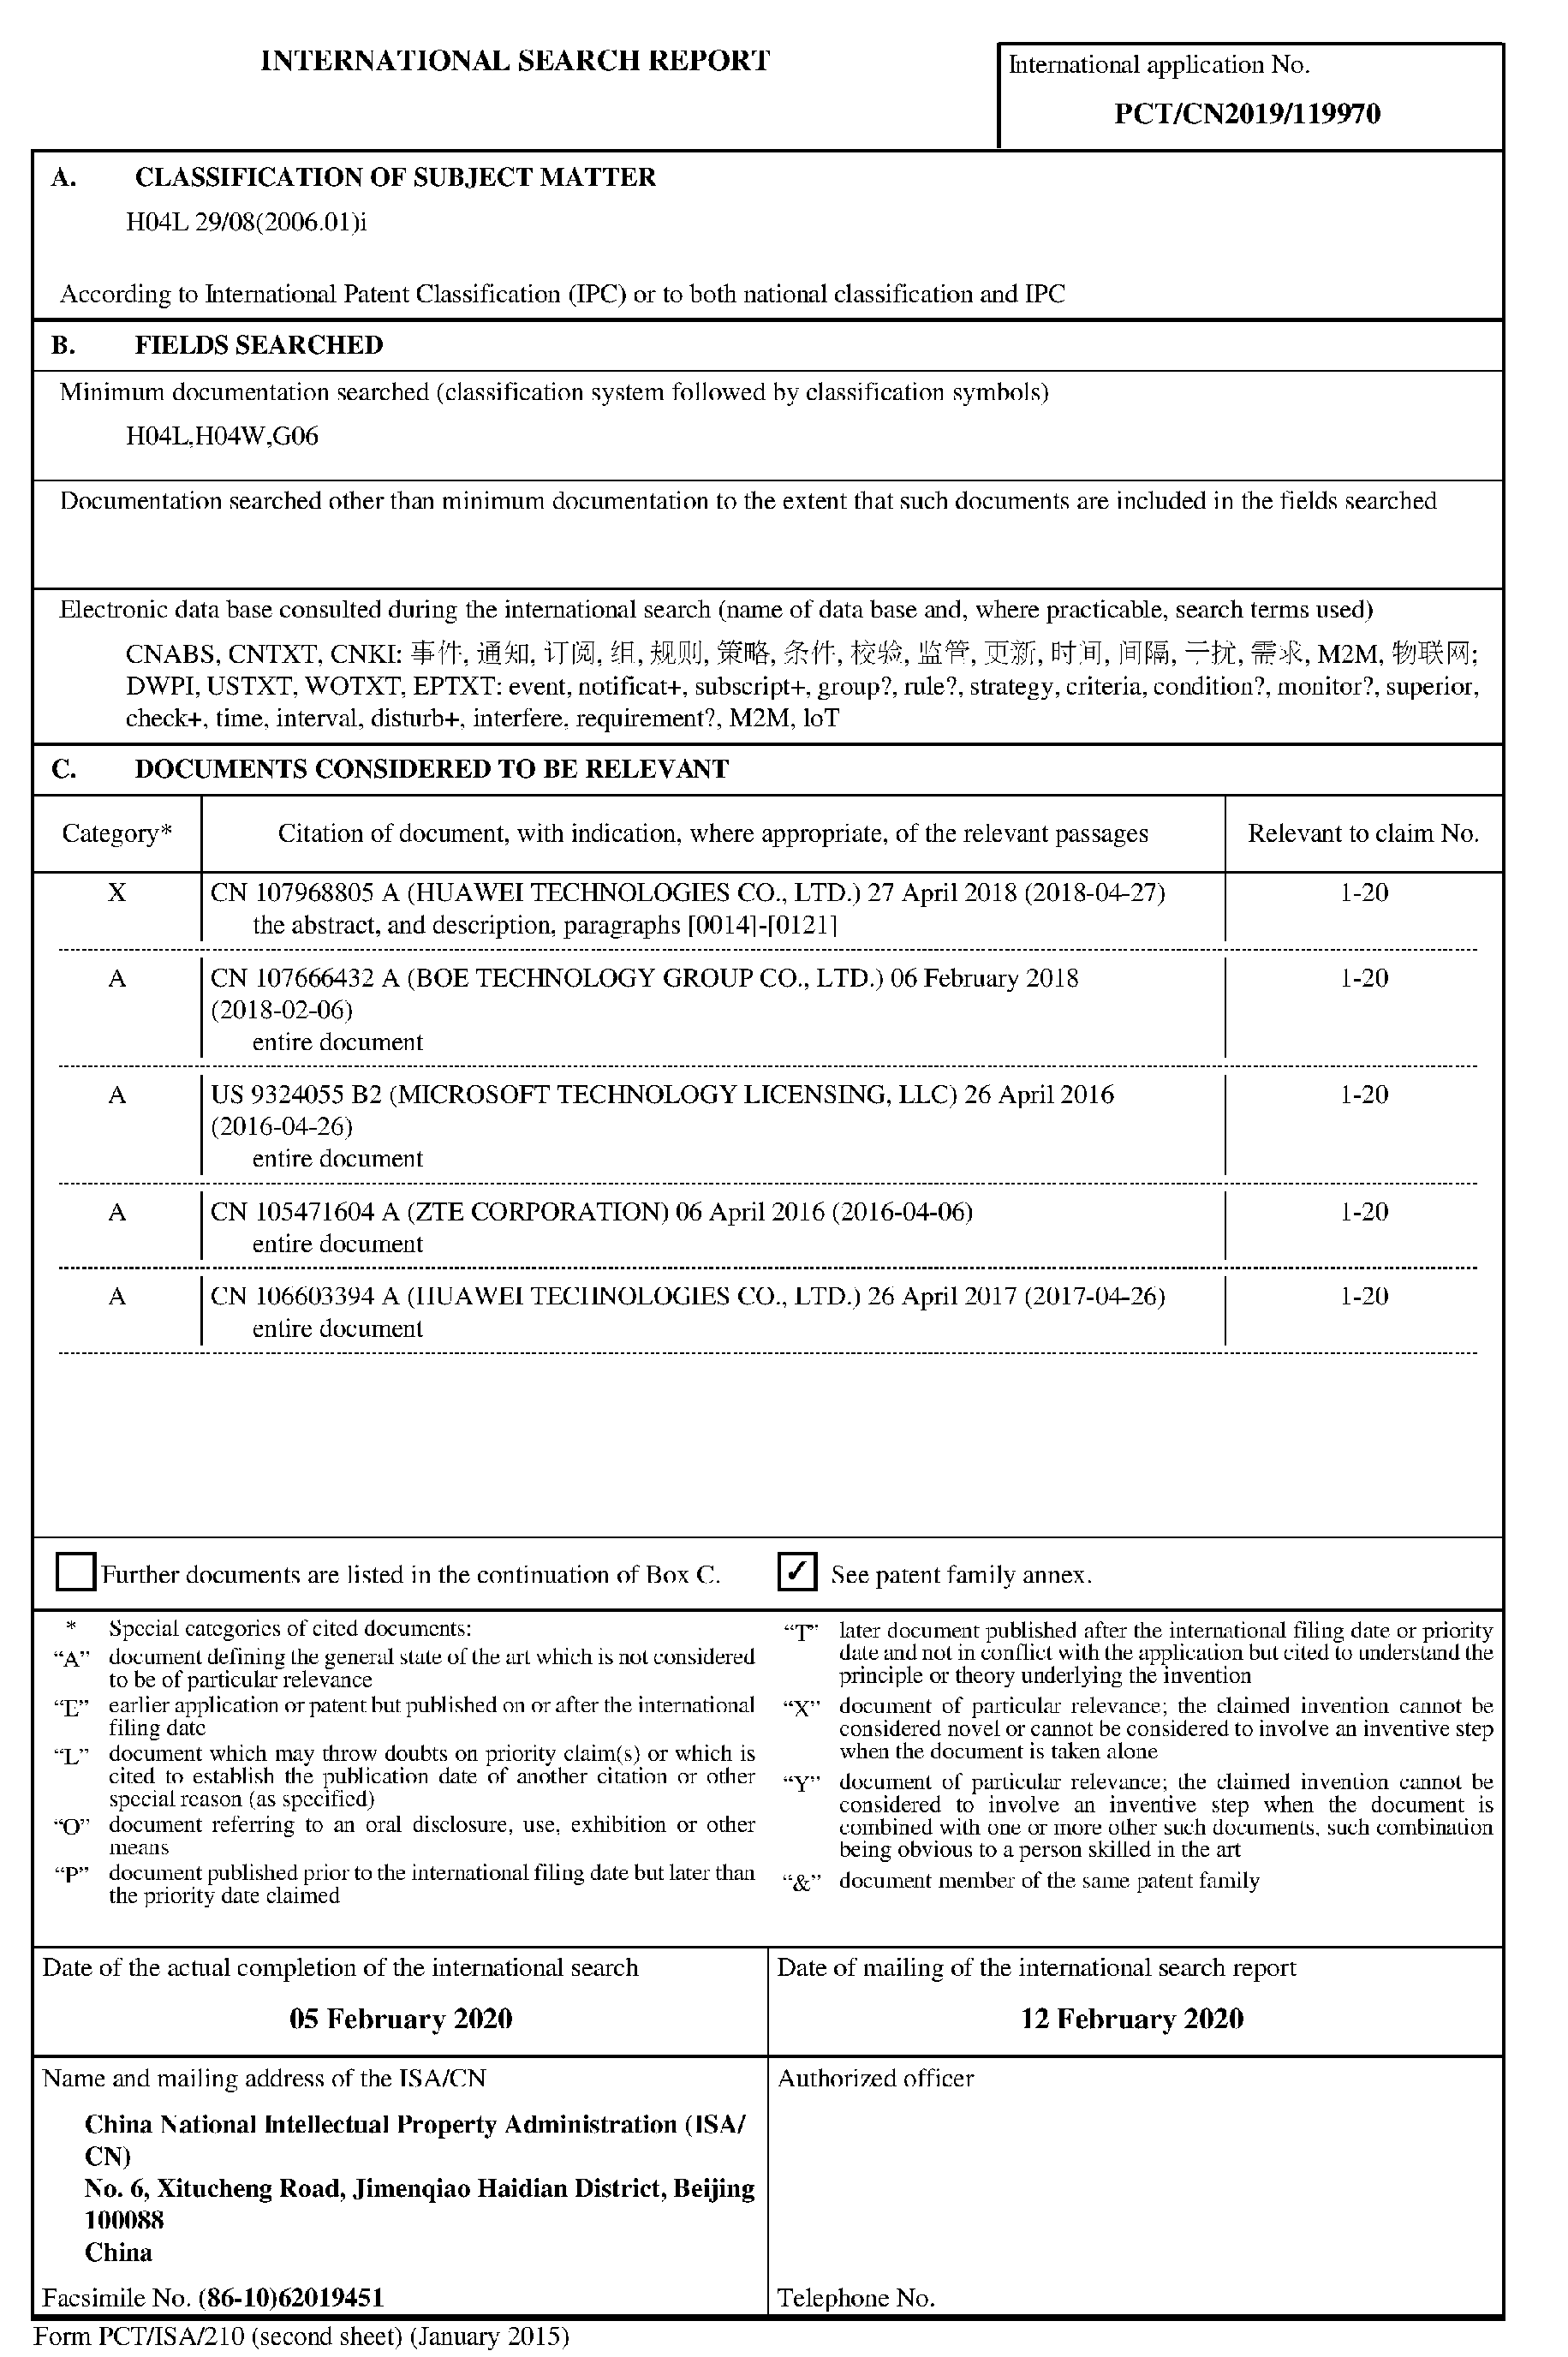 INTERNATIONAL SEARCH REPORT
International application No.
PCT/CN2019/119970
A. CLASSIFICATION OF SUBJECT MATTER
H04L 29/08(2006.01)i
According to International Patent Classification (IPC) or to both national classification and IPC
B. FIELDS SEARCHED
Minimum documentation searched (classification system followed by classification symbols)
H04L,H04W,G06
Documentation searched other than minimum documentation to the extent that such documents are included in the fields searched
Electronic data base consulted during the international search (name of data base and, where practicable, search terms used)
CNABS, CNTXT, CNKI: 事件, 通知, 订阅, 组, 规则, 策略, 条件, 校验, 监管, 更新, 时间, 间隔, 干扰, 需求, M2M, 物联网;
DWPI, USTXT, WOTXT, EPTXT: event, notificat+, subscript+, group?, rule?, strategy, criteria, condition?, monitor?, superior,
check+, time, interval, disturb+, interfere, requirement?, M2M, IoT
C. DOCUMENTS CONSIDERED TO BE RELEVANT
Category* Citation of document, with indication, where appropriate, of the relevant passages Relevant to claim No.
X CN 107968805 A (HUAWEI TECHNOLOGIES CO., LTD.) 27 April 2018 (2018-04-27) 1-20
the abstract, and description, paragraphs [0014]-[0121]
A CN 107666432 A (BOE TECHNOLOGY GROUP CO., LTD.) 06 February 2018 1-20
(2018-02-06)
entire document
A US 9324055 B2 (MICROSOFT TECHNOLOGY LICENSING, LLC) 26 April 2016 1-20
(2016-04-26)
entire document
A CN 105471604 A (ZTE CORPORATION) 06 April 2016 (2016-04-06) 1-20
entire document
A CN 106603394 A (HUAWEI TECHNOLOGIES CO., LTD.) 26 April 2017 (2017-04-26) 1-20
entire document
Further documents are listed in the continuation of Box C.
✓ See patent family annex.
* Special categories of cited documents:
“A” document defining the general state of the art which is not considered
to be of particular relevance
“E” earlier application or patent but published on or after the international
filing date
“L” document which may throw doubts on priority claim(s) or which is
cited to establish the publication date of another citation or other
special reason (as specified)
“O” document referring to an oral disclosure, use, exhibition or other
means
“P” document published prior to the international filing date but later than
the priority date claimed
“T” later document published after the international filing date or priority
date and not in conflict with the application but cited to understand the
principle or theory underlying the invention
“X” document of particular relevance; the claimed invention cannot be
considered novel or cannot be considered to involve an inventive step
when the document is taken alone
“Y” document of particular relevance; the claimed invention cannot be
considered to involve an inventive step when the document is
combined with one or more other such documents, such combination
being obvious to a person skilled in the art
“&” document member of the same patent family
Date of the actual completion of the international search
05 February 2020
Date of mailing of the international search report
12 February 2020
Name and mailing address of the ISA/CN
China National Intellectual Property Administration (ISA/
CN)
No. 6, Xitucheng Road, Jimenqiao Haidian District, Beijing
100088
China
Facsimile No. (86-10)62019451
Authorized officer
Telephone No.
Form PCT/ISA/210 (second sheet) (January 2015)